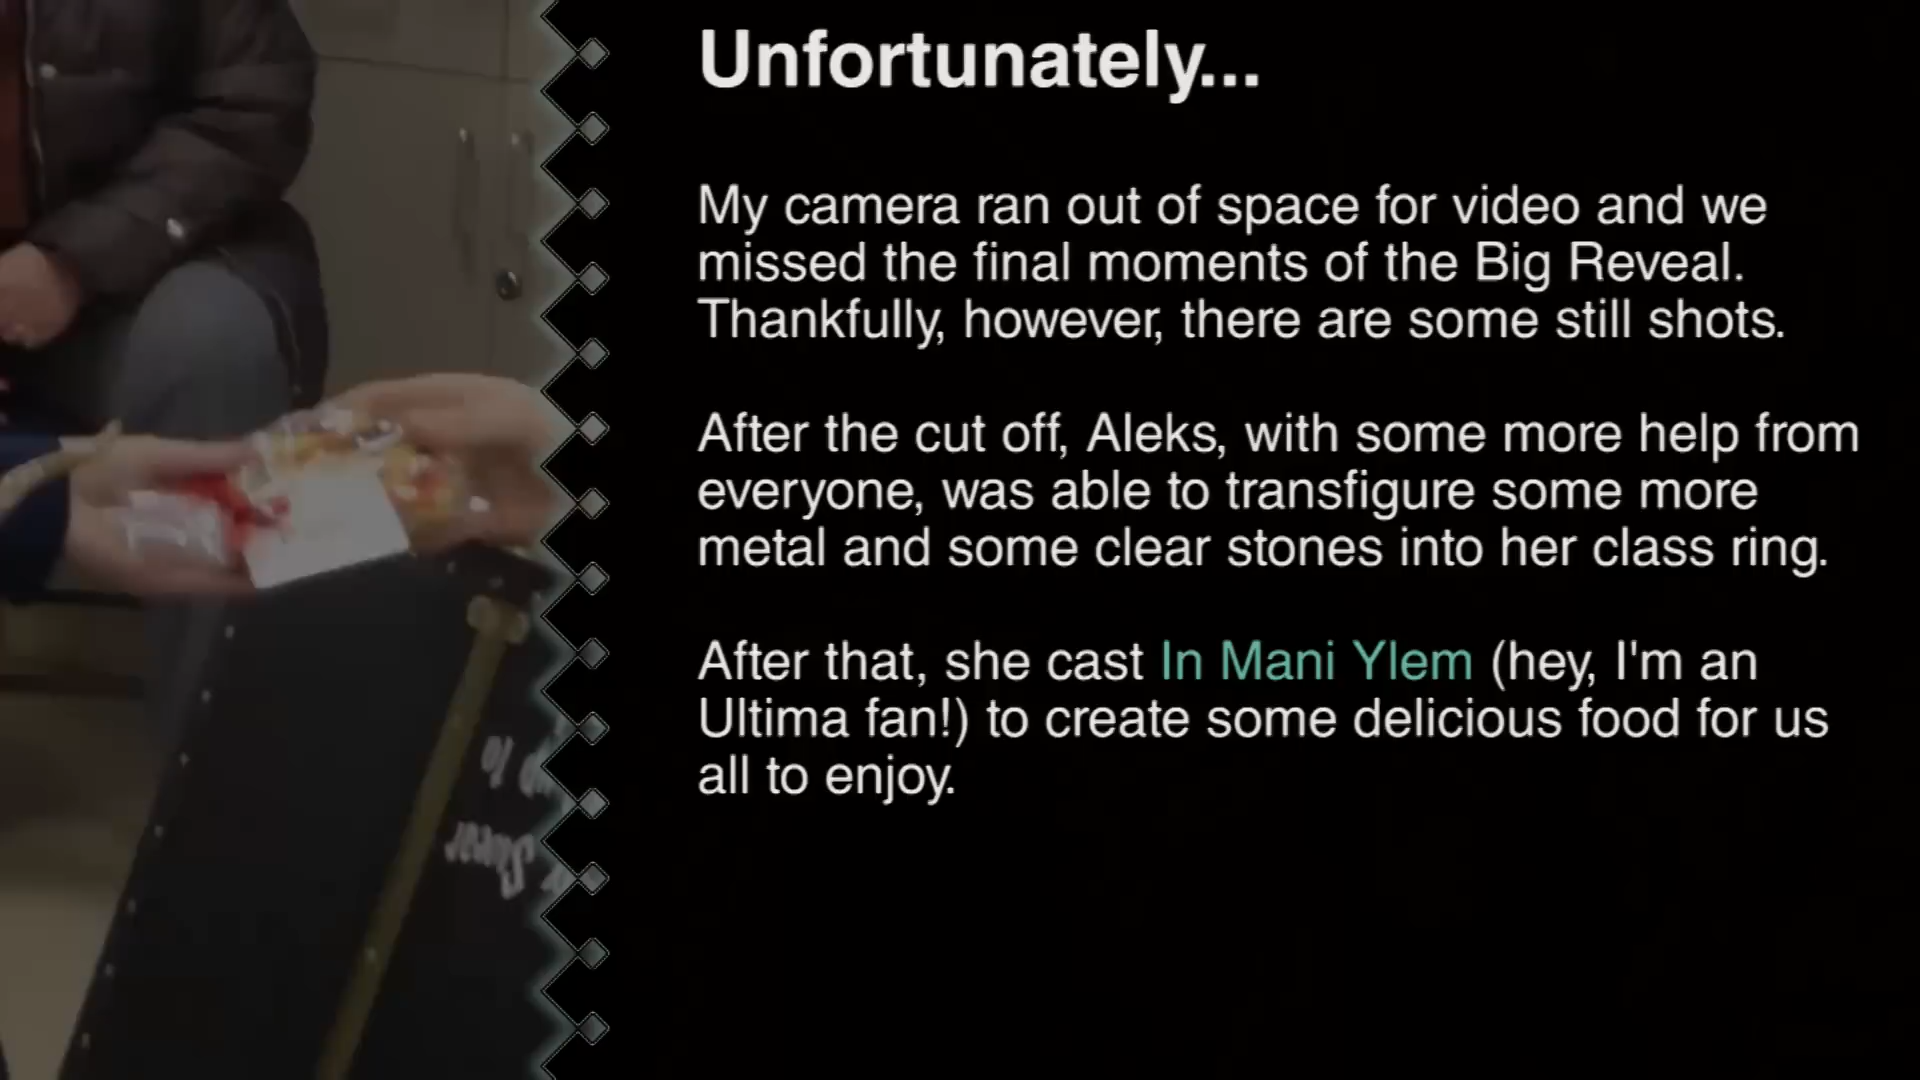 Unfortunately...
My camera ran out of space for video and we
missed the final moments of the Big Reveal.
Thankfully, however, there are some still shots.
After the cut off, Aleks, with some more help from
everyone, was able to transfigure some more
metal and some clear stones into her class ring.
After that, she cast In Mani Ylem (hey, I'm an
Ultima fan!) to create some delicious food for us
all to enjoy.